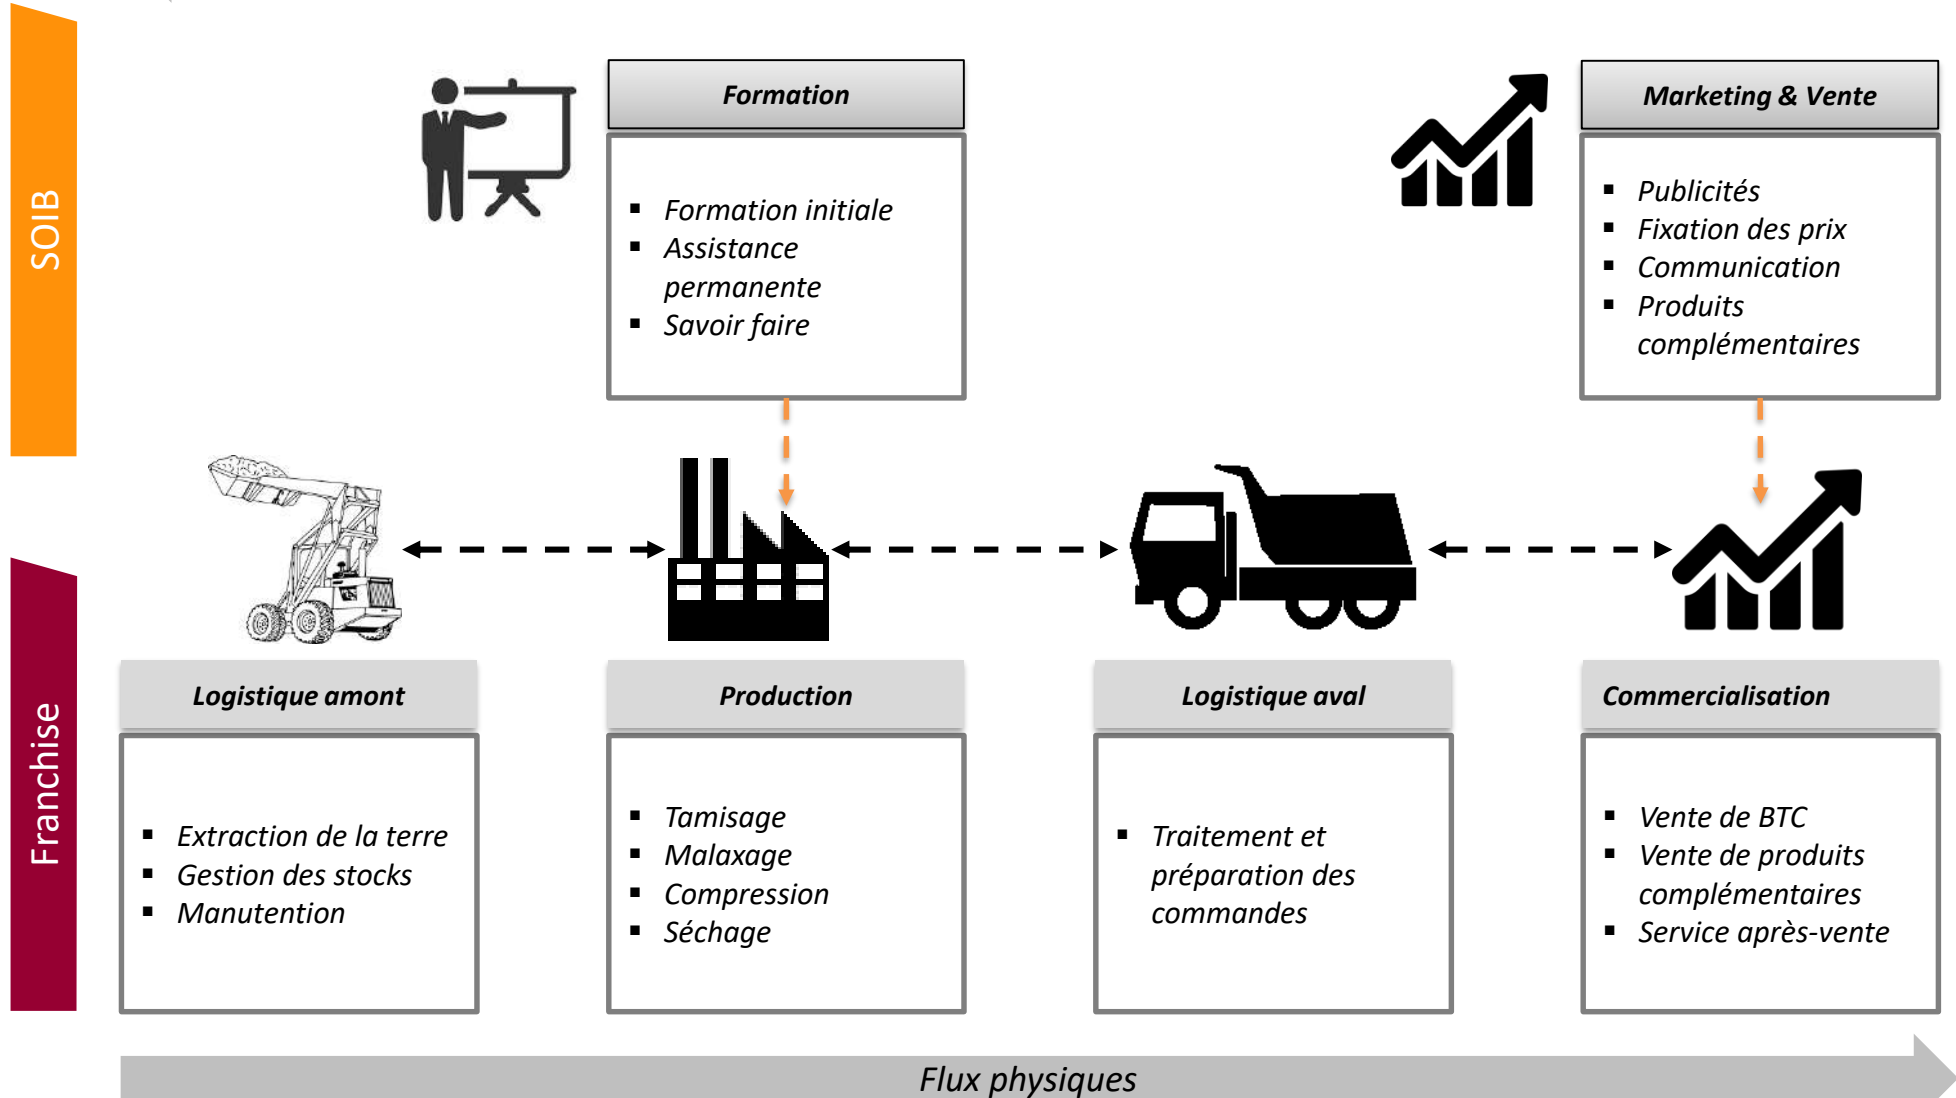 SOIB
Formation
Formation initiale
Assistance
permanente
Savoir faire
Marketing & Vente
Publicités
Fixation des prix
Communication
Produits
complémentaires
Franchise
Logistique amont
Extraction de la terre
Gestion des stocks
Manutention
Production
Tamisage
Malaxage
Compression
Séchage
Logistique aval
Traitement et
préparation des
commandes
Commercialisation
Vente de BTC
Vente de produits
complémentaires
Service après-vente
Flux physiques